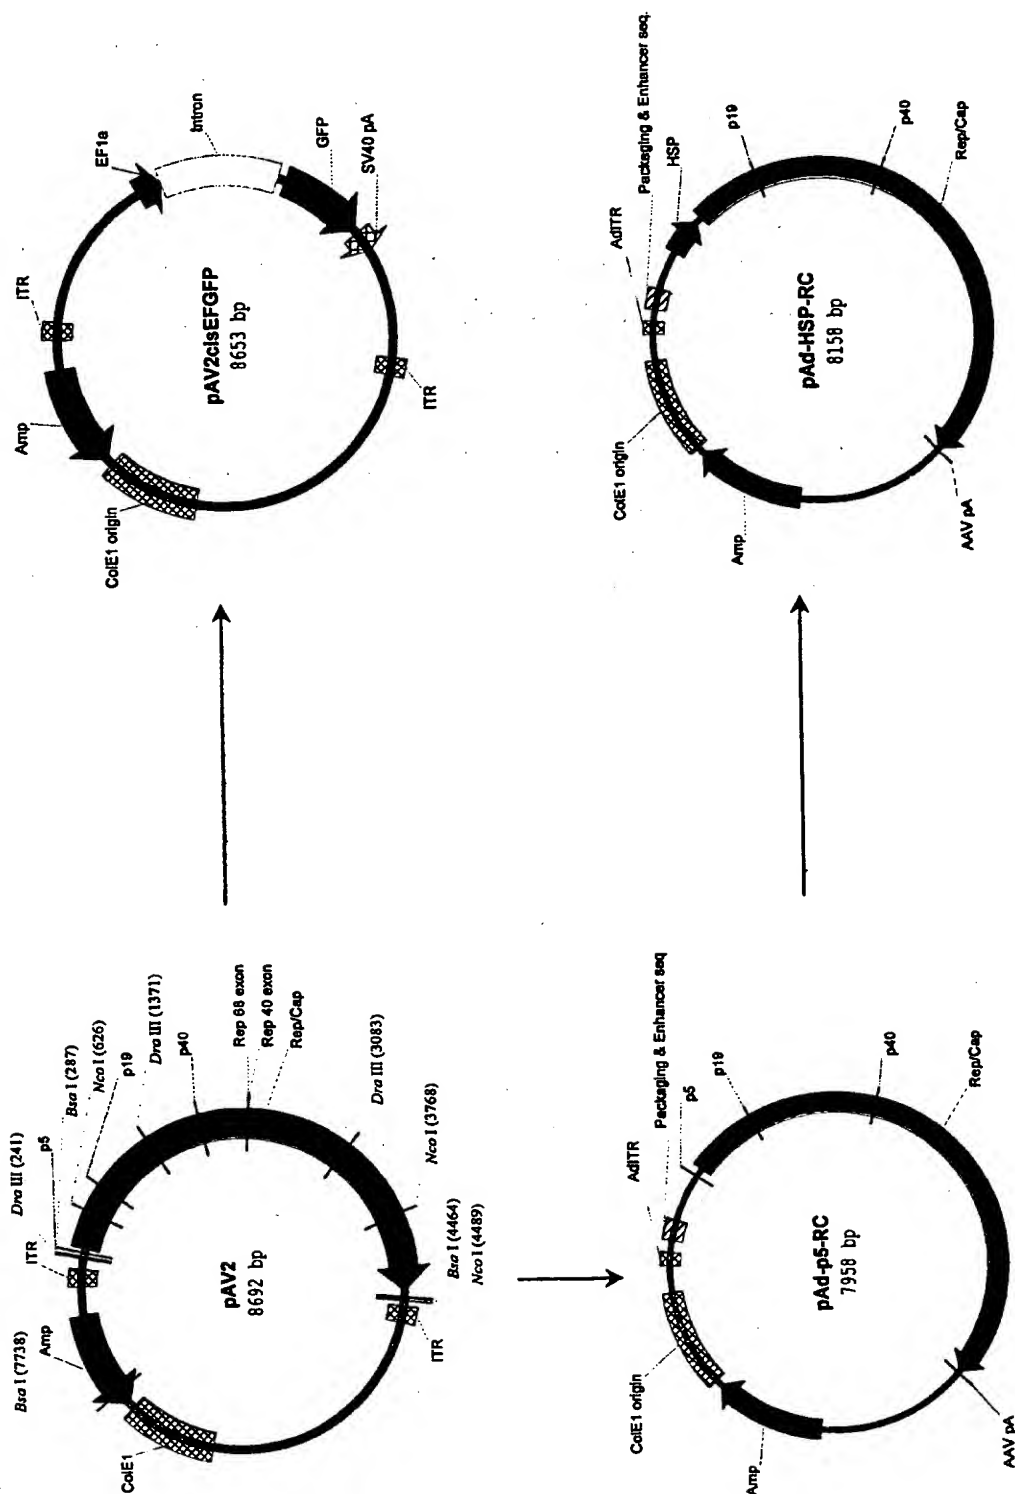 Dra III (241)
p5
Bsa I (287)
Nco I (626)
p19
Dra III (1371)
p40
Rep 68 exon
Rep 40 exon
Rep/Cap
Dra III (3083)
Nco I (3768)
Bsa I (4464)
Nco I (4489)
ITR
ColE1
Amp
Bsa I (7738)
ITR
pAV2
8692 bp
ITR
EF1a
Intron
GFP
SV40 pA
ITR
ColE1 origin
Amp
pAV2cisEFGFP
8653 bp
AdITR
Packaging & Enhancer seq
p5
p19
p40
Rep/Cap
AAV pA
Amp
ColE1 origin
pAd-p5-RC
7958 bp
AdITR
Packaging & Enhancer seq.
HSP
p19
p40
Rep/Cap
AAV pA
Amp
ColE1 origin
pAd-HSP-RC
8158 bp